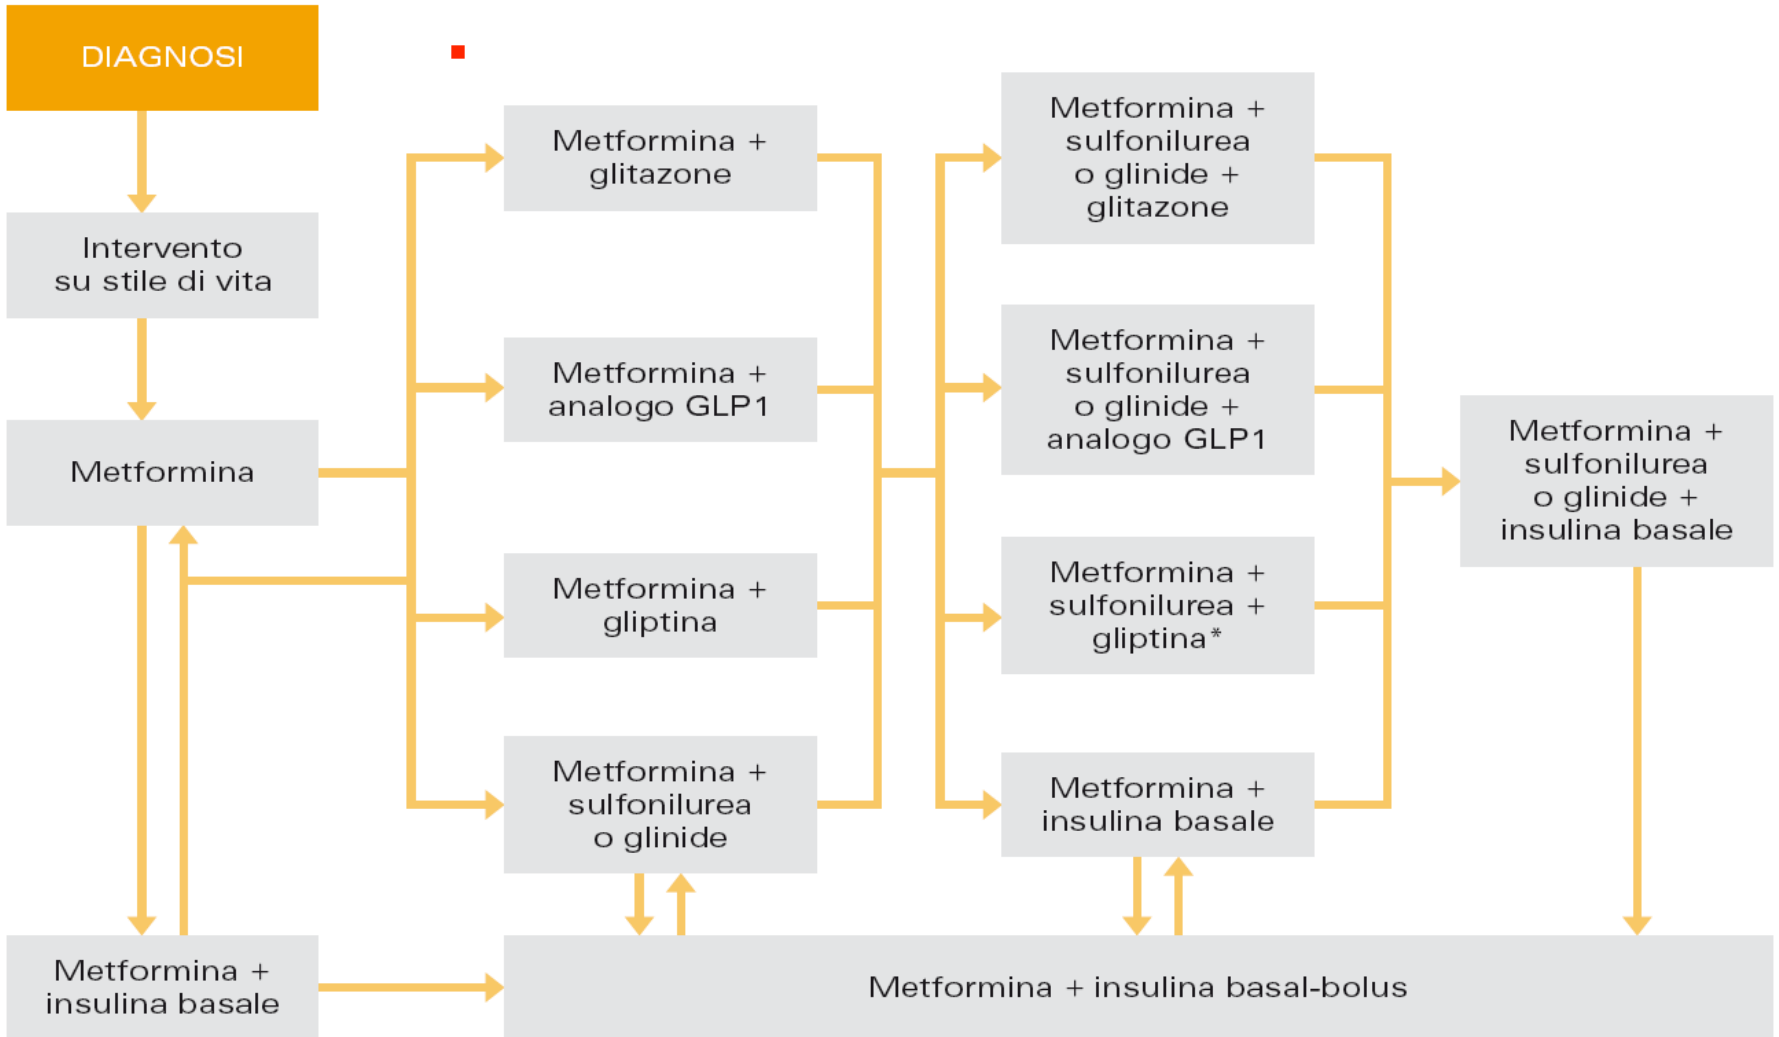 DIAGNOSI
Intervento
su stile di vita
Metformina
Metformina +
insulina basale
Metformina +
glitazone
Metformina +
analogo GLP1
Metformina +
gliptina
Metformina +
sulfonilurea
o glinide
Metformina +
sulfonilurea
o glinide +
glitazone
Metformina +
sulfonilurea
o glinide +
analogo GLP1
Metformina +
sulfonilurea +
gliptina*
Metformina +
insulina basale
Metformina +
sulfonilurea
o glinide +
insulina basale
Metformina + insulina basal-bolus